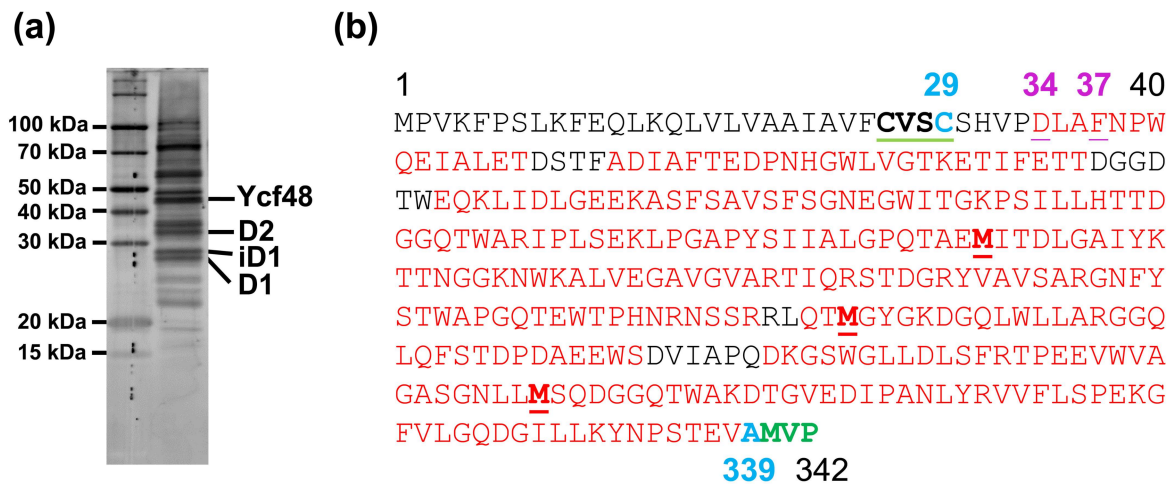 (a)
100 kDa
70 kDa
50 kDa
40 kDa
30 kDa
20 kDa
15 kDa
Ycf48
D2
iD1
D1
(b)
1 29 34 37 40
MPVKFPSLKFEQLKQLVLVAAIAVFCVSCSHVPDLAFNPW
QEIALETDSTFADIAFTEDPNHGWLVGTKETIFETTDGGD
TWEQKLIDLGEEKASFSAVSFSGNEGWITGKPSILLHTTD
GGQTWARIPLSEKLPGAPYSIIALGPQTAEMITDLGAIYK
TTNGGKNWKALVEGAVGVARTIQRSTDGRYVAVSARGNFY
STWAPGQTEWTPHNRNSSRRLQTMGYGKDGQLWLLARGGQ
LQFSTDPDAEEWSDVIAPQDKGSWGLLDLSFRTPEEVWVA
GASGNLLMSQDGGQTWAKDTGVEDIPANLYRVVFLSPEKG
FVLGQDGILLKYNPSTEVAMVP
339 342